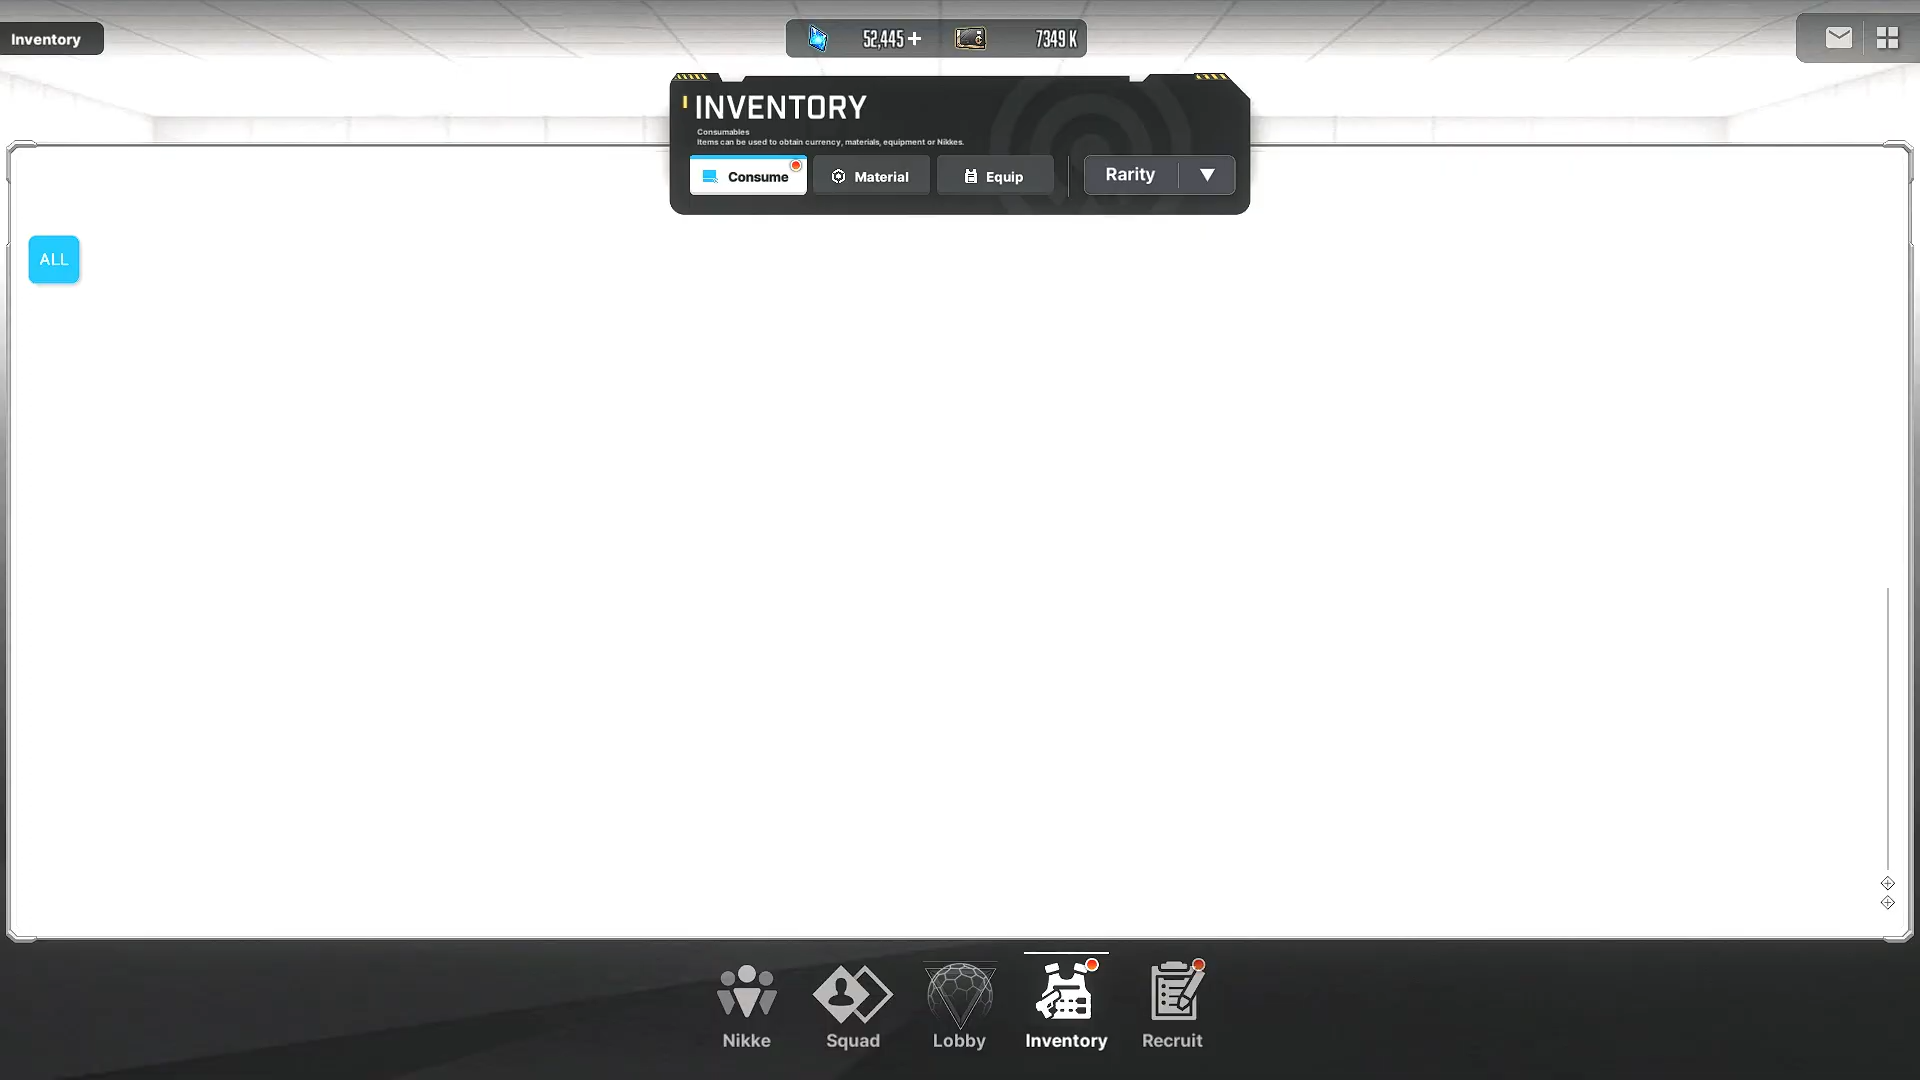 Inventory
52,445
7349 K
INVENTORY
Consumables
Items can be used to obtain currency, materials, equipment or Nikkes.
Consume
Material
Equip
Rarity
ALL
Nikke
Squad
Lobby
Inventory
Recruit